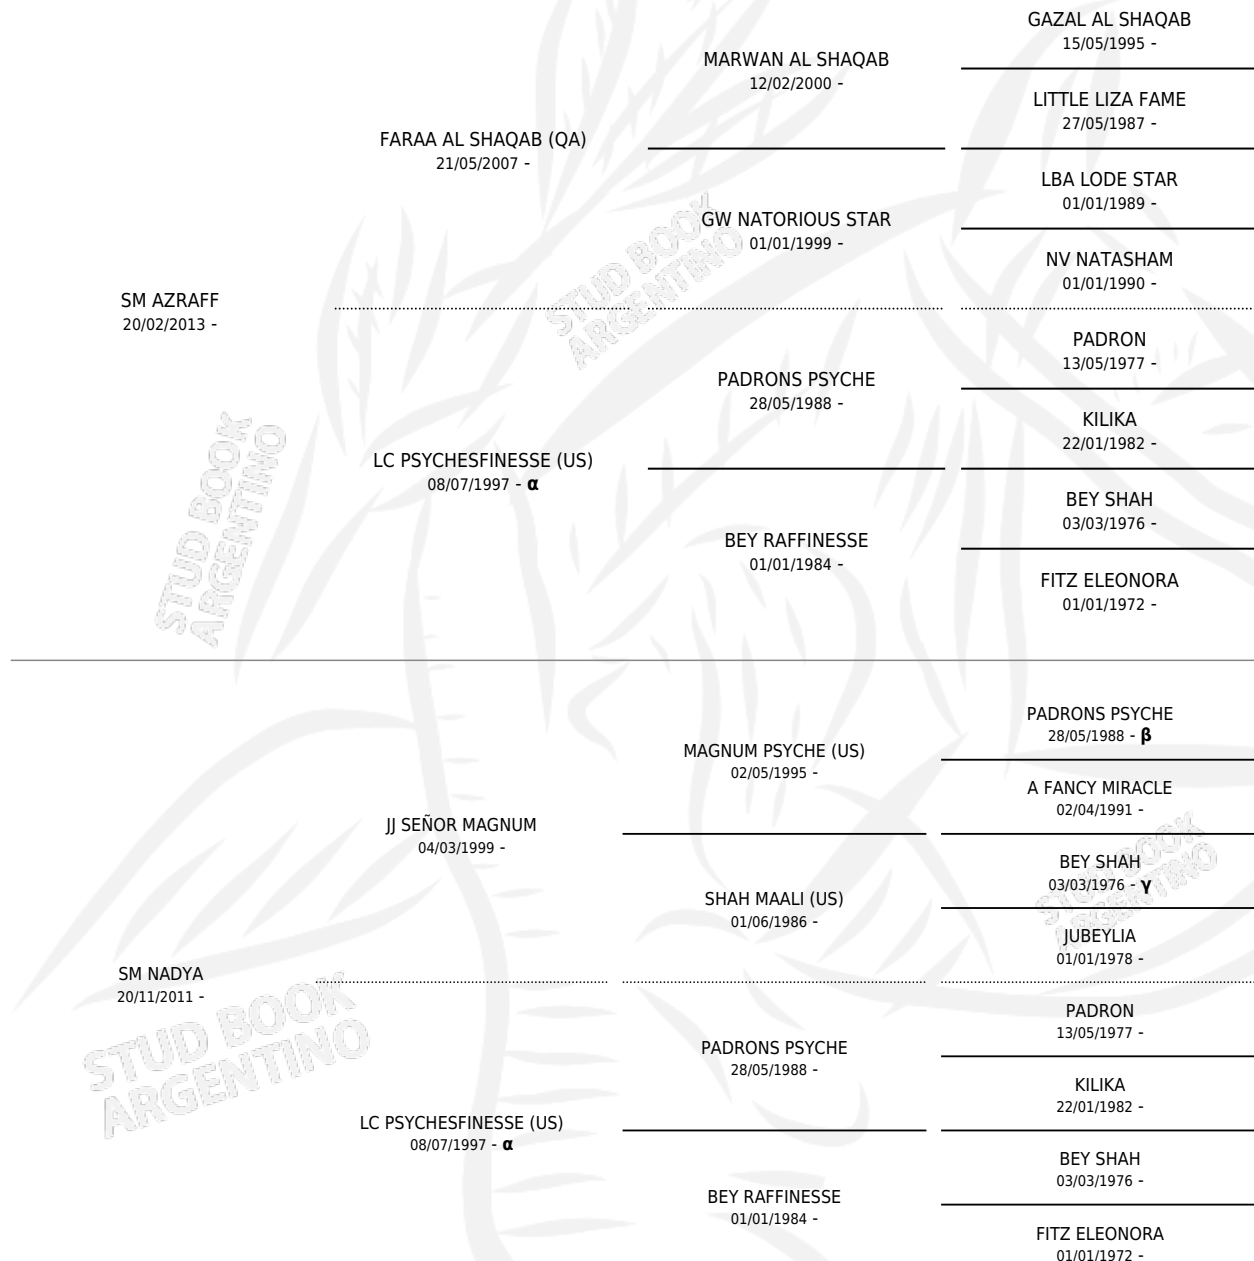 GAZAL AL SHAQAB
15/05/1995 -
MARWAN AL SHAQAB
12/02/2000 -
LITTLE LIZA FAME
27/05/1987 -
FARAA AL SHAQAB (QA)
21/05/2007 -
LBA LODE STAR
01/01/1989 -
GW NATORIOUS STAR
01/01/1999 -
NV NATASHAM
01/01/1990 -
SM AZRAFF
20/02/2013 -
PADRON
13/05/1977 -
PADRONS PSYCHE
28/05/1988 -
KILIKA
22/01/1982 -
LC PSYCHESFINESSE (US)
08/07/1997 - α
BEY SHAH
03/03/1976 -
BEY RAFFINESSE
01/01/1984 -
FITZ ELEONORA
01/01/1972 -
PADRONS PSYCHE
28/05/1988 - β
MAGNUM PSYCHE (US)
02/05/1995 -
A FANCY MIRACLE
02/04/1991 -
JJ SEÑOR MAGNUM
04/03/1999 -
BEY SHAH
03/03/1976 - γ
SHAH MAALI (US)
01/06/1986 -
JUBEYLIA
01/01/1978 -
SM NADYA
20/11/2011 -
PADRON
13/05/1977 -
PADRONS PSYCHE
28/05/1988 -
KILIKA
22/01/1982 -
LC PSYCHESFINESSE (US)
08/07/1997 - α
BEY SHAH
03/03/1976 -
BEY RAFFINESSE
01/01/1984 -
FITZ ELEONORA
01/01/1972 -
STUD BOOK
ARGENTINO
STUD BOOK
ARGENTINO
STUD BOOK
ARGENTINO
STUD BOOK
ARGENTINO